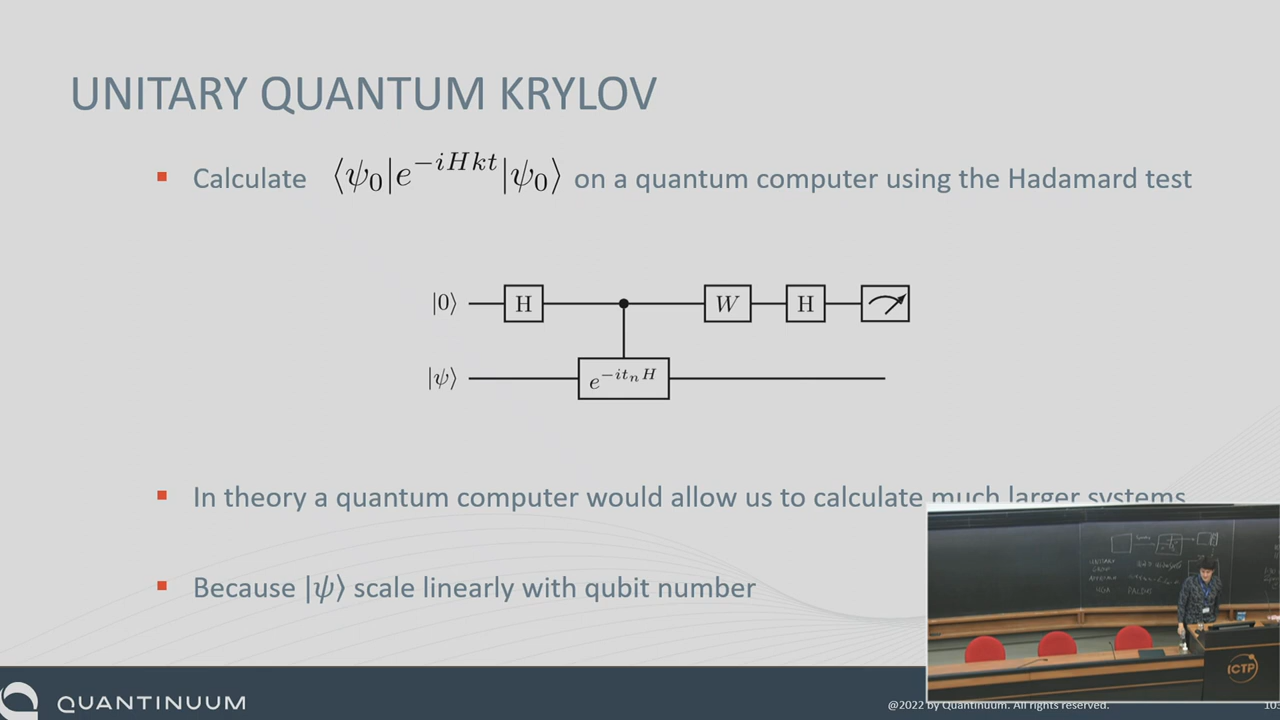 UNITARY QUANTUM KRYLOV
Calculate ⟨ψ₀|e^{-iHkt}|ψ₀⟩ on a quantum computer using the Hadamard test
|0⟩ H W H
|ψ⟩ e^{-it_nH}
In theory a quantum computer would allow us to calculate much larger systems
Because |ψ⟩ scale linearly with qubit number
ICTP
QUANTINUUM
@2022 by Quantinuum. All rights reserved.